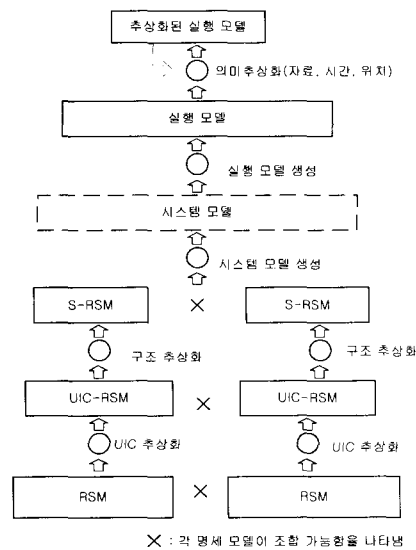 추상화된 실행 모델
의미추상화(자료, 시간, 위치)
실행 모델
실행 모델 생성
시스템 모델
시스템 모델 생성
S-RSM × S-RSM
구조 추상화 구조 추상화
UIC-RSM × UIC-RSM
UIC 추상화 UIC 추상화
RSM × RSM
× : 각 명세 모델이 조합 가능함을 나타냄